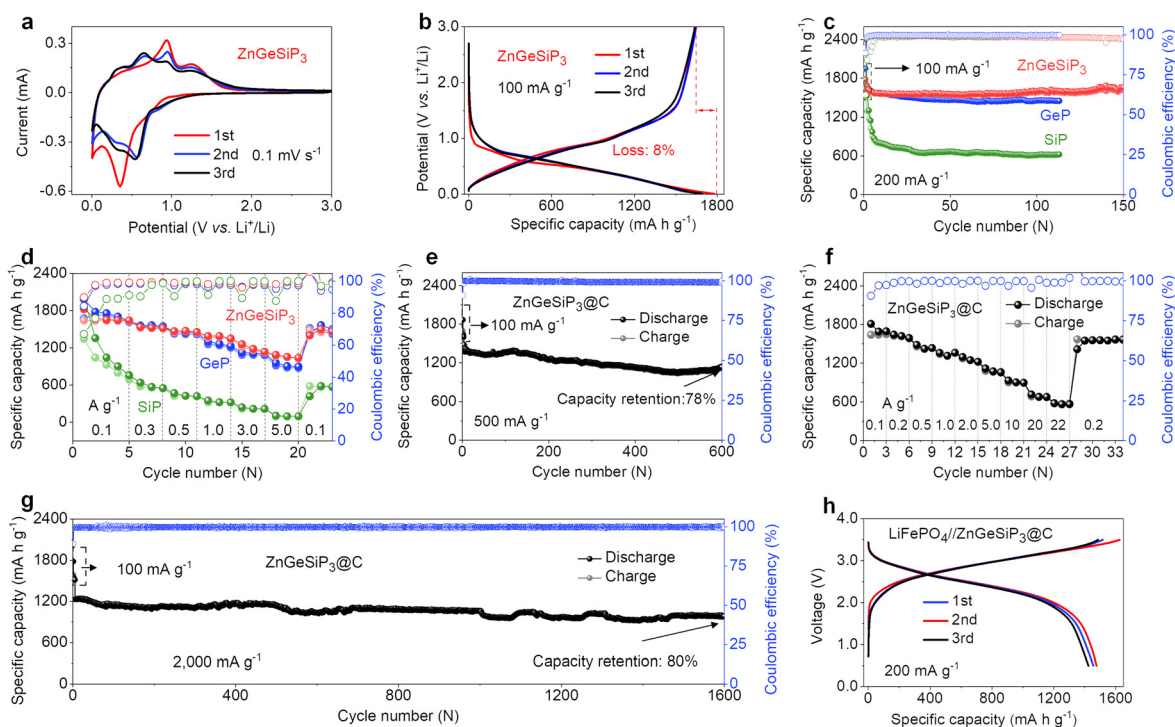 a
ZnGeSiP₃
1st
2nd
3rd
0.1 mV s⁻¹
0.3
0.0
-0.3
-0.6
Current (mA)
0.0 1.0 2.0 3.0
Potential (V vs. Li⁺/Li)
b
ZnGeSiP₃
1st
2nd
3rd
100 mA g⁻¹
Loss: 8%
3.0
2.0
1.0
0.0
Potential (V vs. Li⁺/Li)
0 600 1200 1800
Specific capacity (mA h g⁻¹)
c
100 mA g⁻¹
ZnGeSiP₃
GeP
SiP
200 mA g⁻¹
2400
1800
1200
600
0
Specific capacity (mA h g⁻¹)
100
75
50
25
0
Coulombic efficiency (%)
0 50 100 150
Cycle number (N)
d
ZnGeSiP₃
GeP
SiP
A g⁻¹
0.1 0.3 0.5 1.0 3.0 5.0 0.1
2400
1800
1200
600
0
Specific capacity (mA h g⁻¹)
100
80
60
40
20
0
Coulombic efficiency (%)
0 5 10 15 20
Cycle number (N)
e
ZnGeSiP₃@C
100 mA g⁻¹
Discharge
Charge
Capacity retention:78%
500 mA g⁻¹
2400
1800
1200
600
0
Specific capacity (mA h g⁻¹)
100
75
50
25
0
Coulombic efficiency (%)
0 200 400 600
Cycle number (N)
f
ZnGeSiP₃@C
Discharge
Charge
A g⁻¹
0.1 0.2 0.5 1.0 2.0 5.0 10 20 22 0.2
2400
1800
1200
600
0
Specific capacity (mA h g⁻¹)
100
75
50
25
0
Coulombic efficiency (%)
0 3 6 9 12 15 18 21 24 27 30 33
Cycle number (N)
g
ZnGeSiP₃@C
100 mA g⁻¹
Discharge
Charge
2,000 mA g⁻¹
Capacity retention: 80%
2400
1800
1200
600
0
Specific capacity (mA h g⁻¹)
100
80
60
40
20
0
Coulombic efficiency (%)
0 400 800 1200 1600
Cycle number (N)
h
LiFePO₄//ZnGeSiP₃@C
1st
2nd
3rd
200 mA g⁻¹
4.0
3.0
2.0
1.0
0.0
Voltage (V)
0 400 800 1200 1600
Specific capacity (mA h g⁻¹)